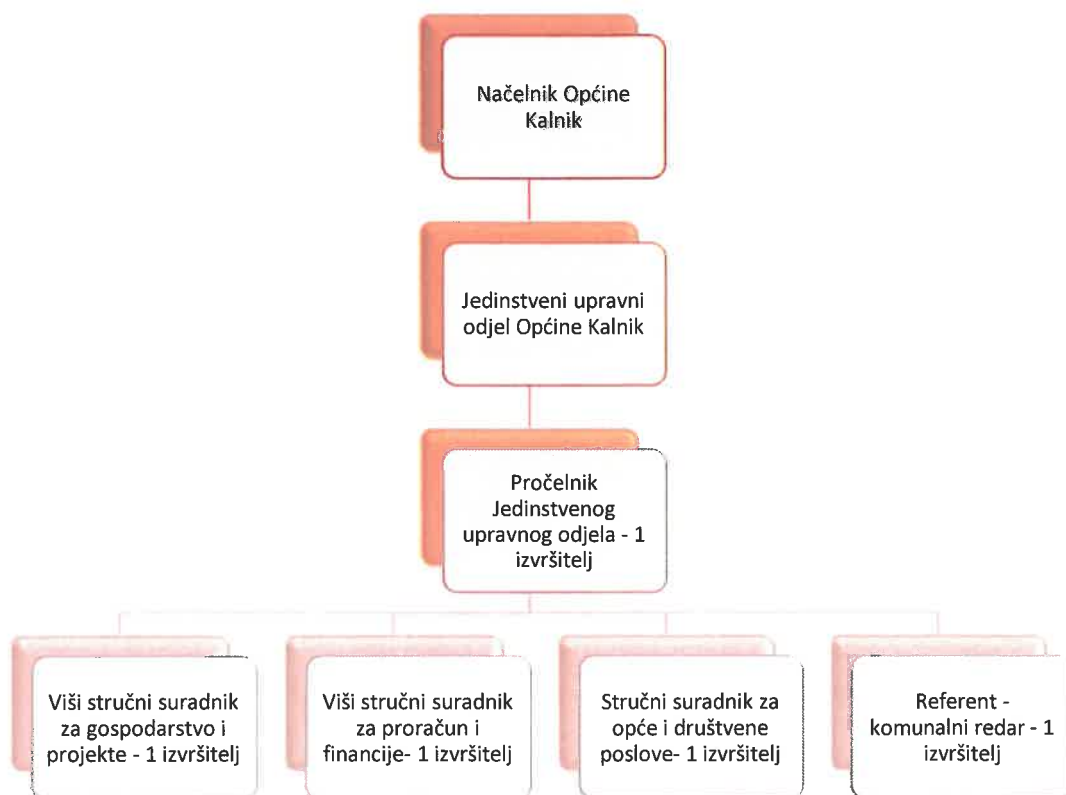 Načelnik Općine
Kalnik
Jedinstveni upravni
odjel Općine Kalnik
Pročelnik
Jedinstvenog
upravnog odjela - 1
izvršitelj
Viši stručni suradnik
za gospodarstvo i
projekte - 1 izvršitelj
Viši stručni suradnik
za proračun i
financije- 1 izvršitelj
Stručni suradnik za
opće i društvene
poslove- 1 izvršitelj
Referent -
komunalni redar - 1
izvršitelj